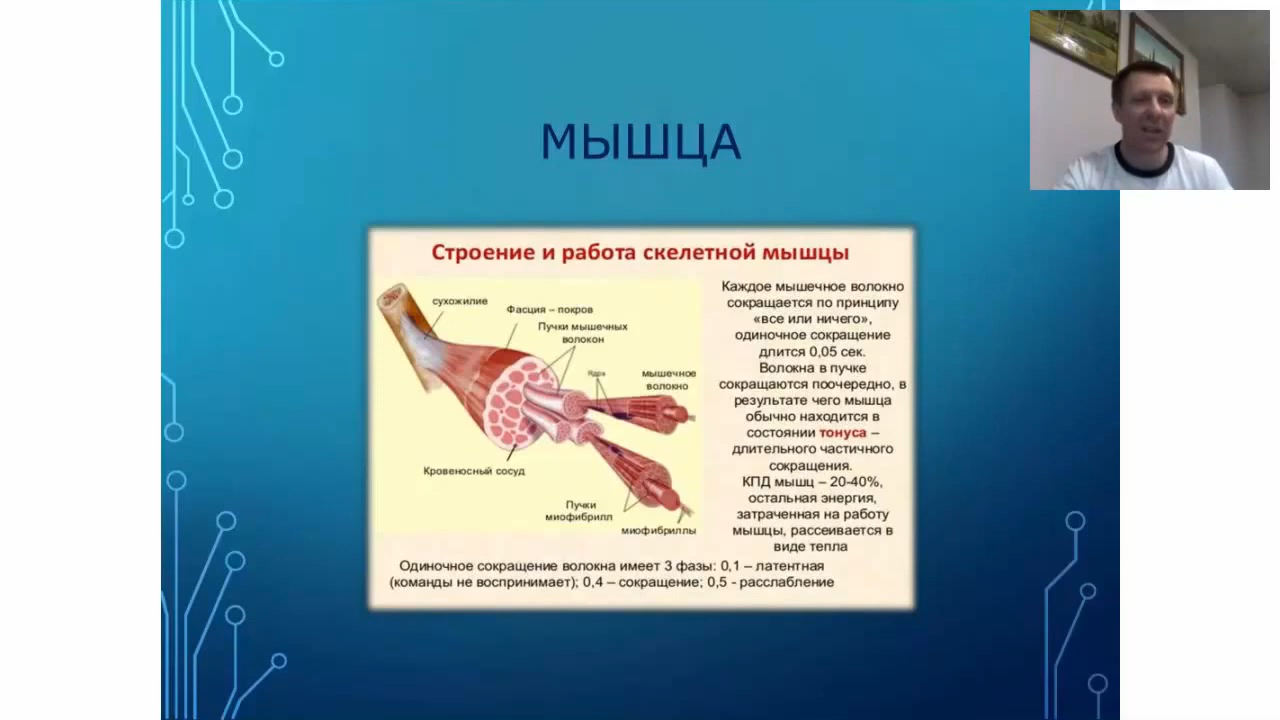 МЫШЦА
Строение и работа скелетной мышцы
сухожилие
Фасция – покров
Пучки мышечных
волокон
Ядра
мышечное
волокно
Кровеносный сосуд
Пучки
миофибрилл
миофибриллы
Каждое мышечное волокно
сокращается по принципу
«все или ничего»,
одиночное сокращение
длится 0,05 сек.
Волокна в пучке
сокращаются поочередно, в
результате чего мышца
обычно находится в
состоянии тонуса –
длительного частичного
сокращения.
КПД мышц – 20-40%,
остальная энергия,
затраченная на работу
мышцы, рассеивается в
виде тепла
Одиночное сокращение волокна имеет 3 фазы: 0,1 – латентная
(команды не воспринимает); 0,4 – сокращение; 0,5 - расслабление